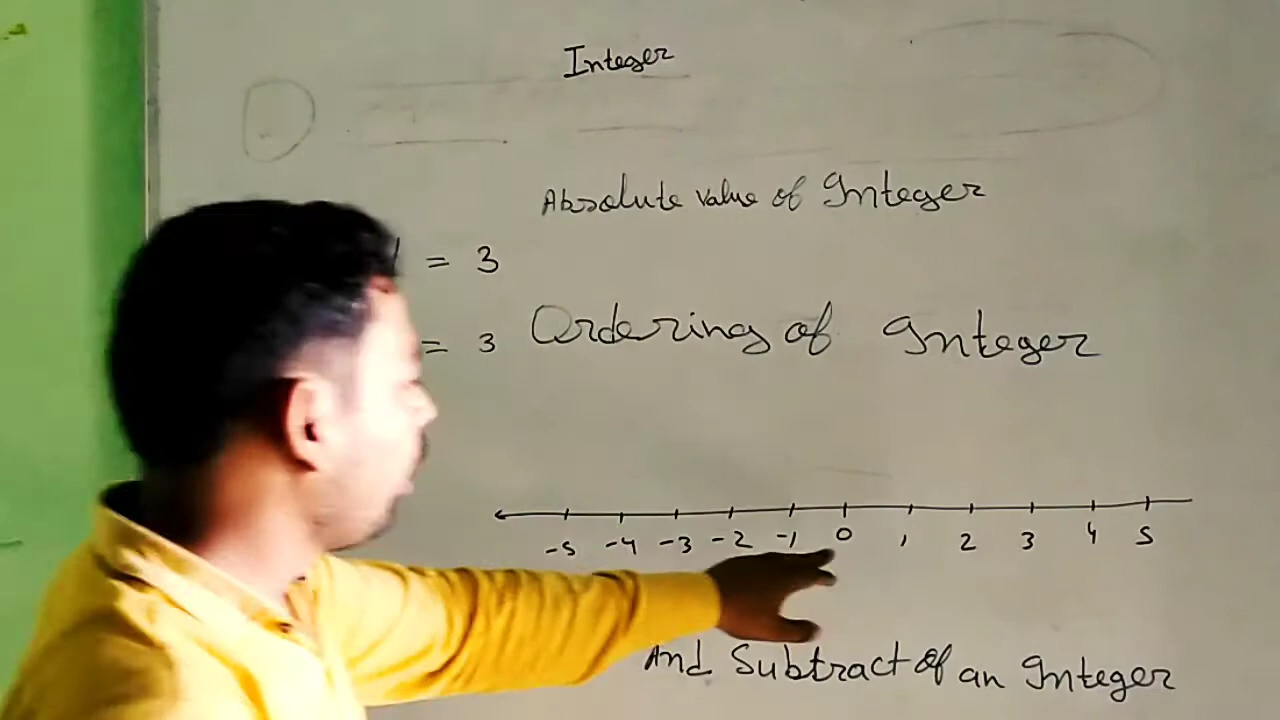 Integer
Absolute value of Integer
= 3
= 3
Ordering of Integer
-5 -4 -3 -2 -1 0 1 2 3 4 5
And Subtract of an Integer